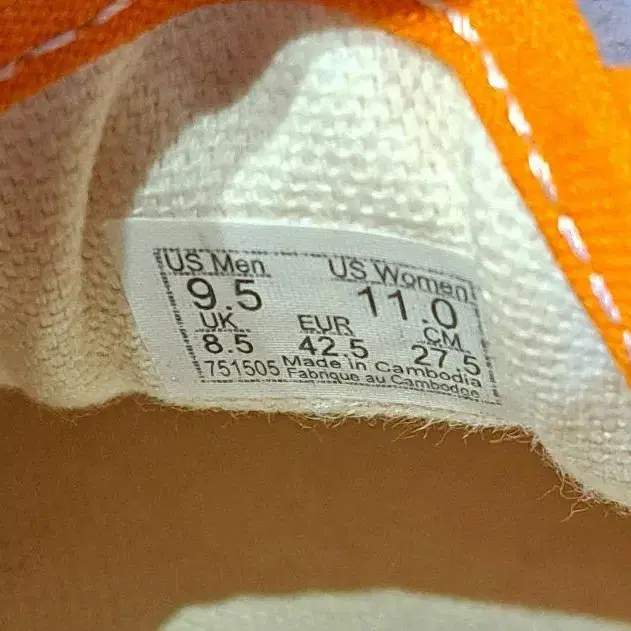 US Men US Women
9.5 11.0
UK EUR CM
8.5 42.5 27.5
751505 Made in Cambodia
Fabriqué au Cambodge